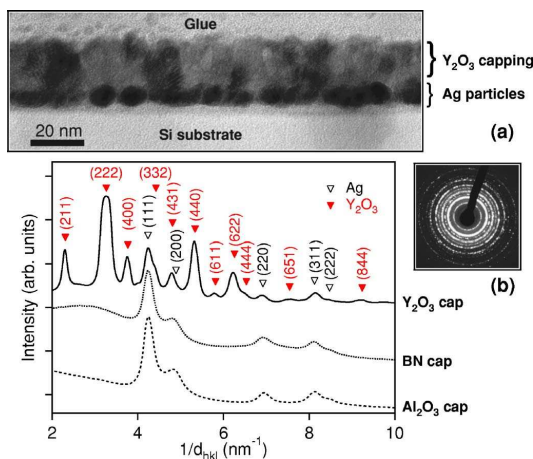 Glue
Y₂O₃ capping
Ag particles
20 nm
Si substrate
(a)
(211)
(222)
(400)
(332)
(111)
(431)
(200)
(440)
(611)
(622)
(444)
(220)
(651)
(311)
(222)
(844)
Ag
Y₂O₃
(b)
Intensity (arb. units)
Y₂O₃ cap
BN cap
Al₂O₃ cap
2 4 6 8 10
1/d_hkl (nm⁻¹)